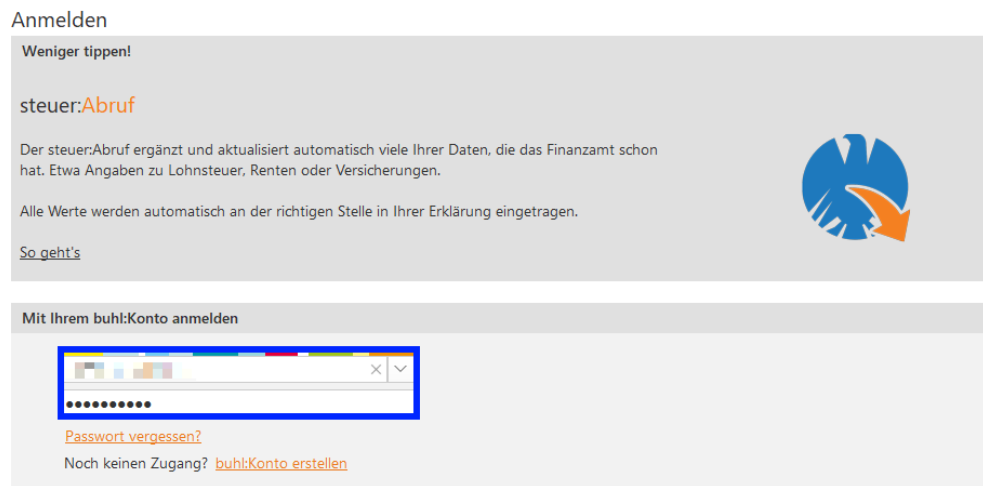 Anmelden
Weniger tippen!
steuer:Abruf
Der steuer:Abruf ergänzt und aktualisiert automatisch viele Ihrer Daten, die das Finanzamt schon
hat. Etwa Angaben zu Lohnsteuer, Renten oder Versicherungen.
Alle Werte werden automatisch an der richtigen Stelle in Ihrer Erklärung eingetragen.
So geht's
Mit Ihrem buhl:Konto anmelden
••••••••••
Passwort vergessen?
Noch keinen Zugang? buhl:Konto erstellen